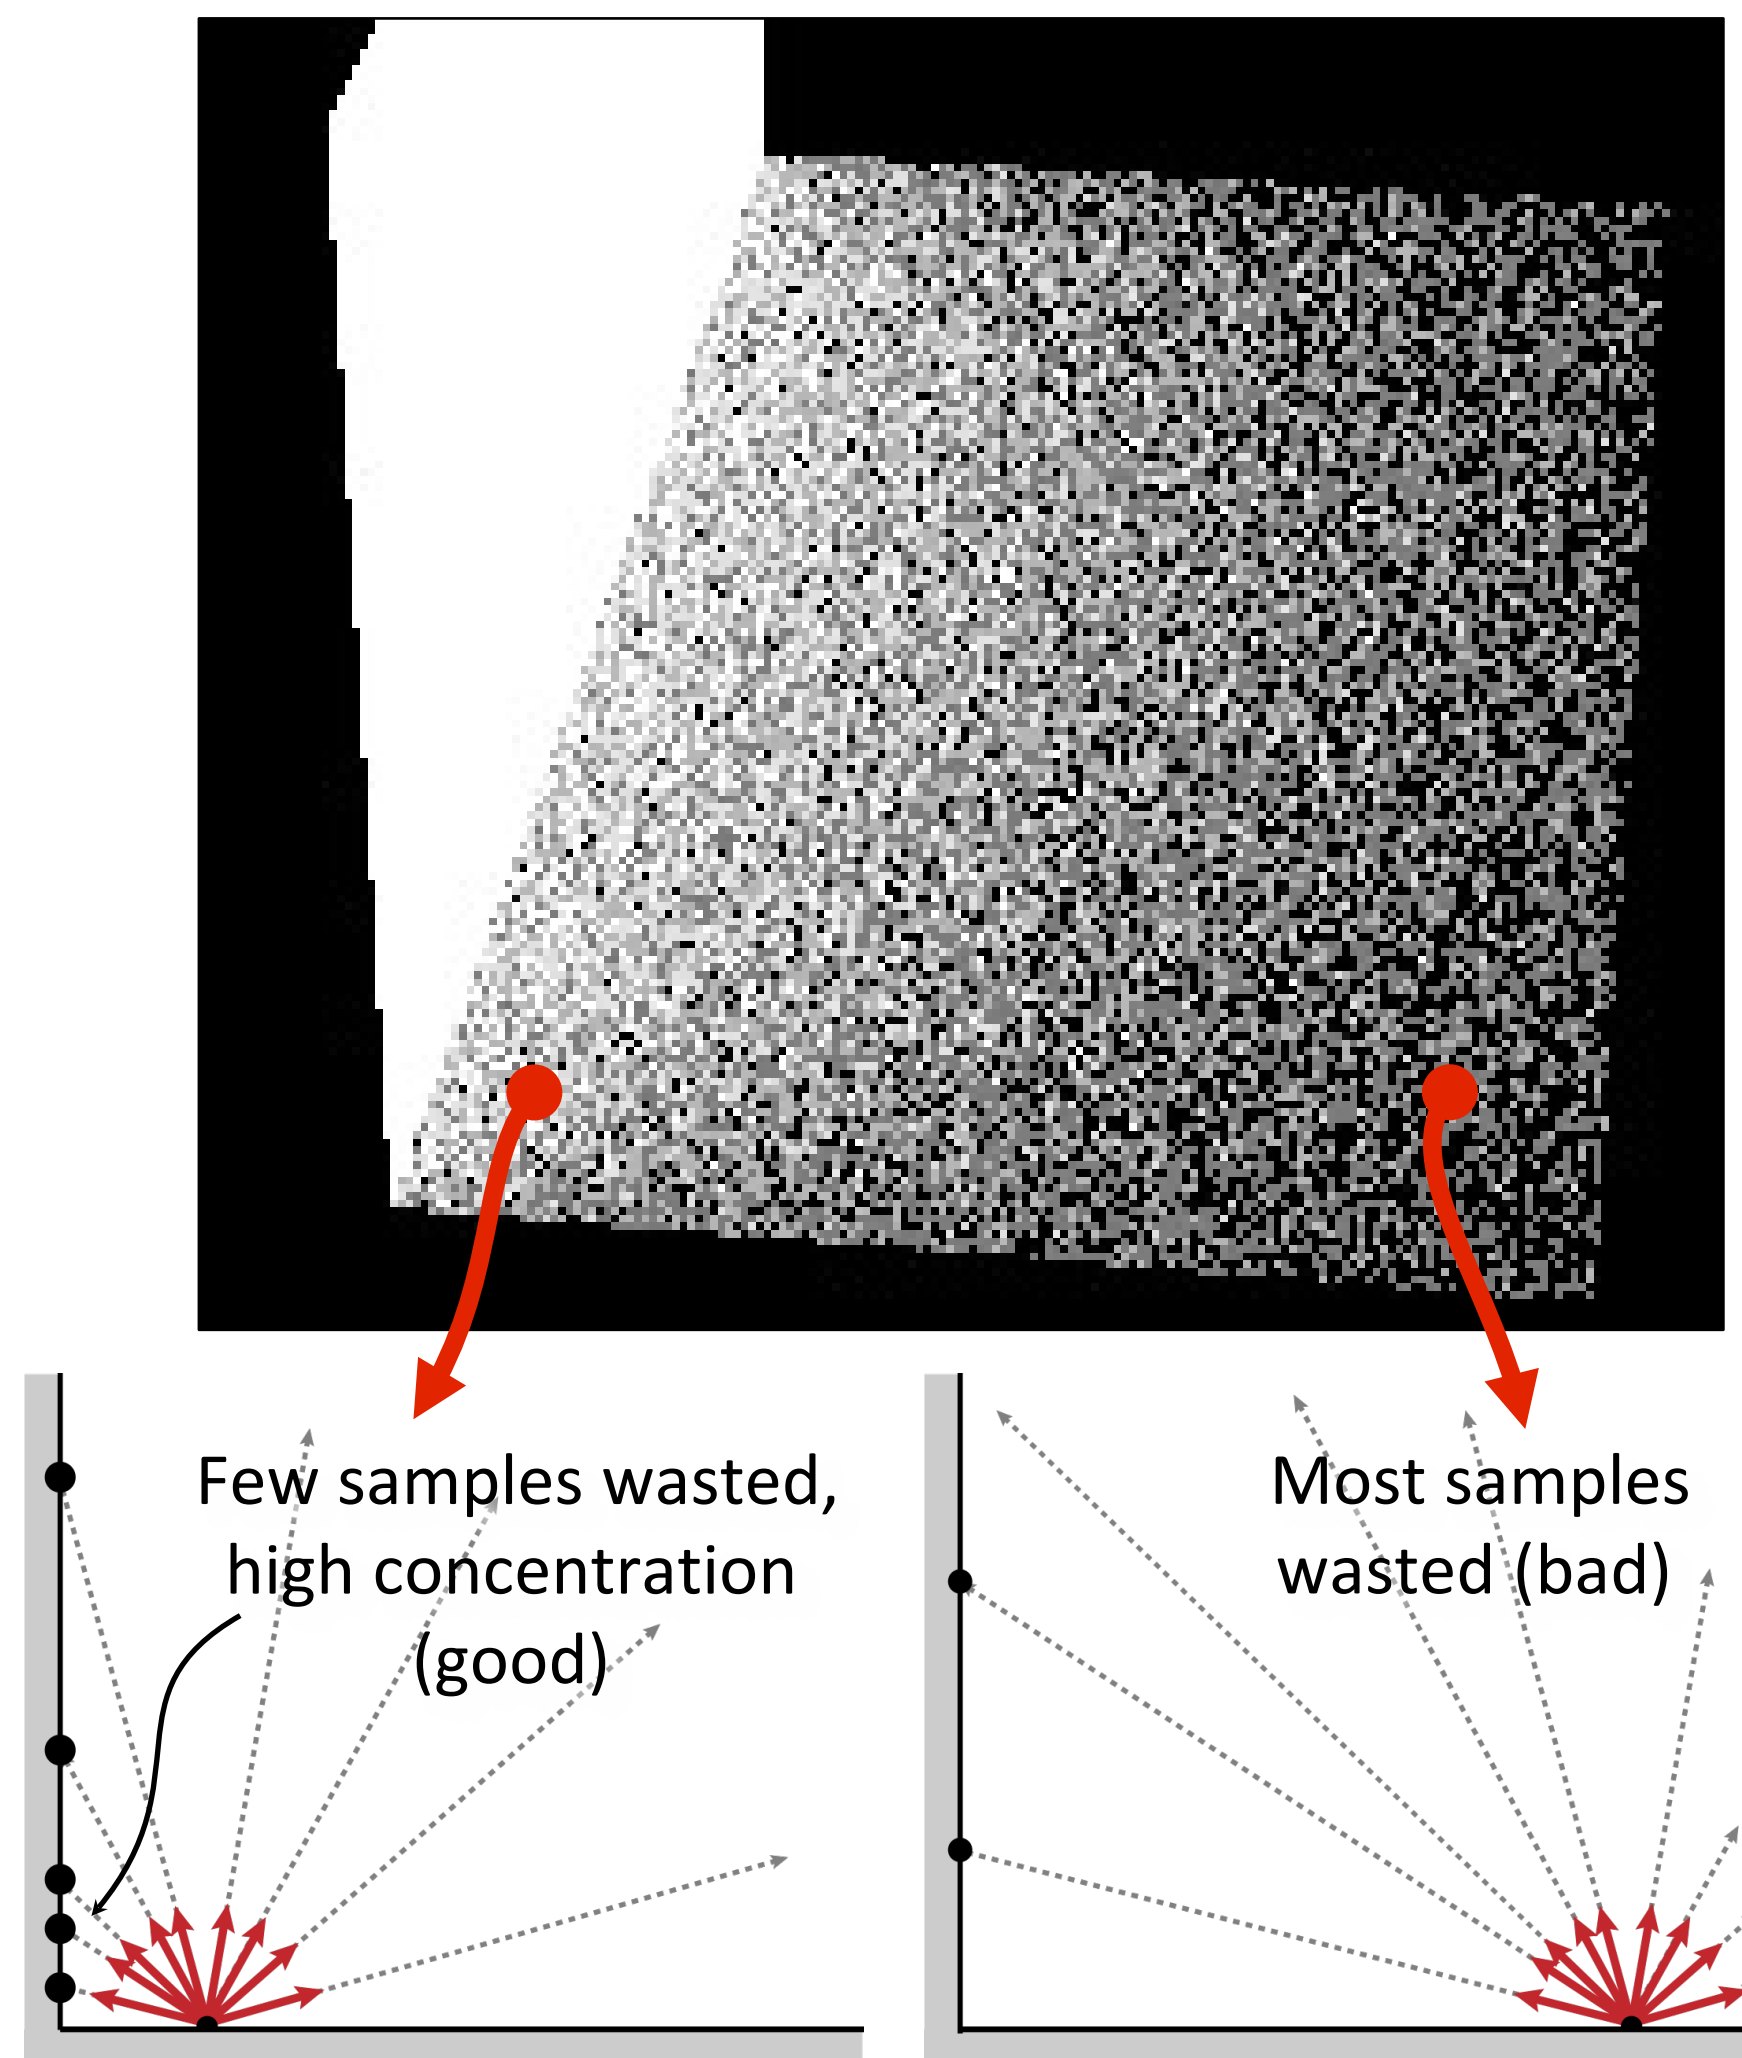 Few samples wasted,
high concentration
(good)
Most samples
wasted (bad)